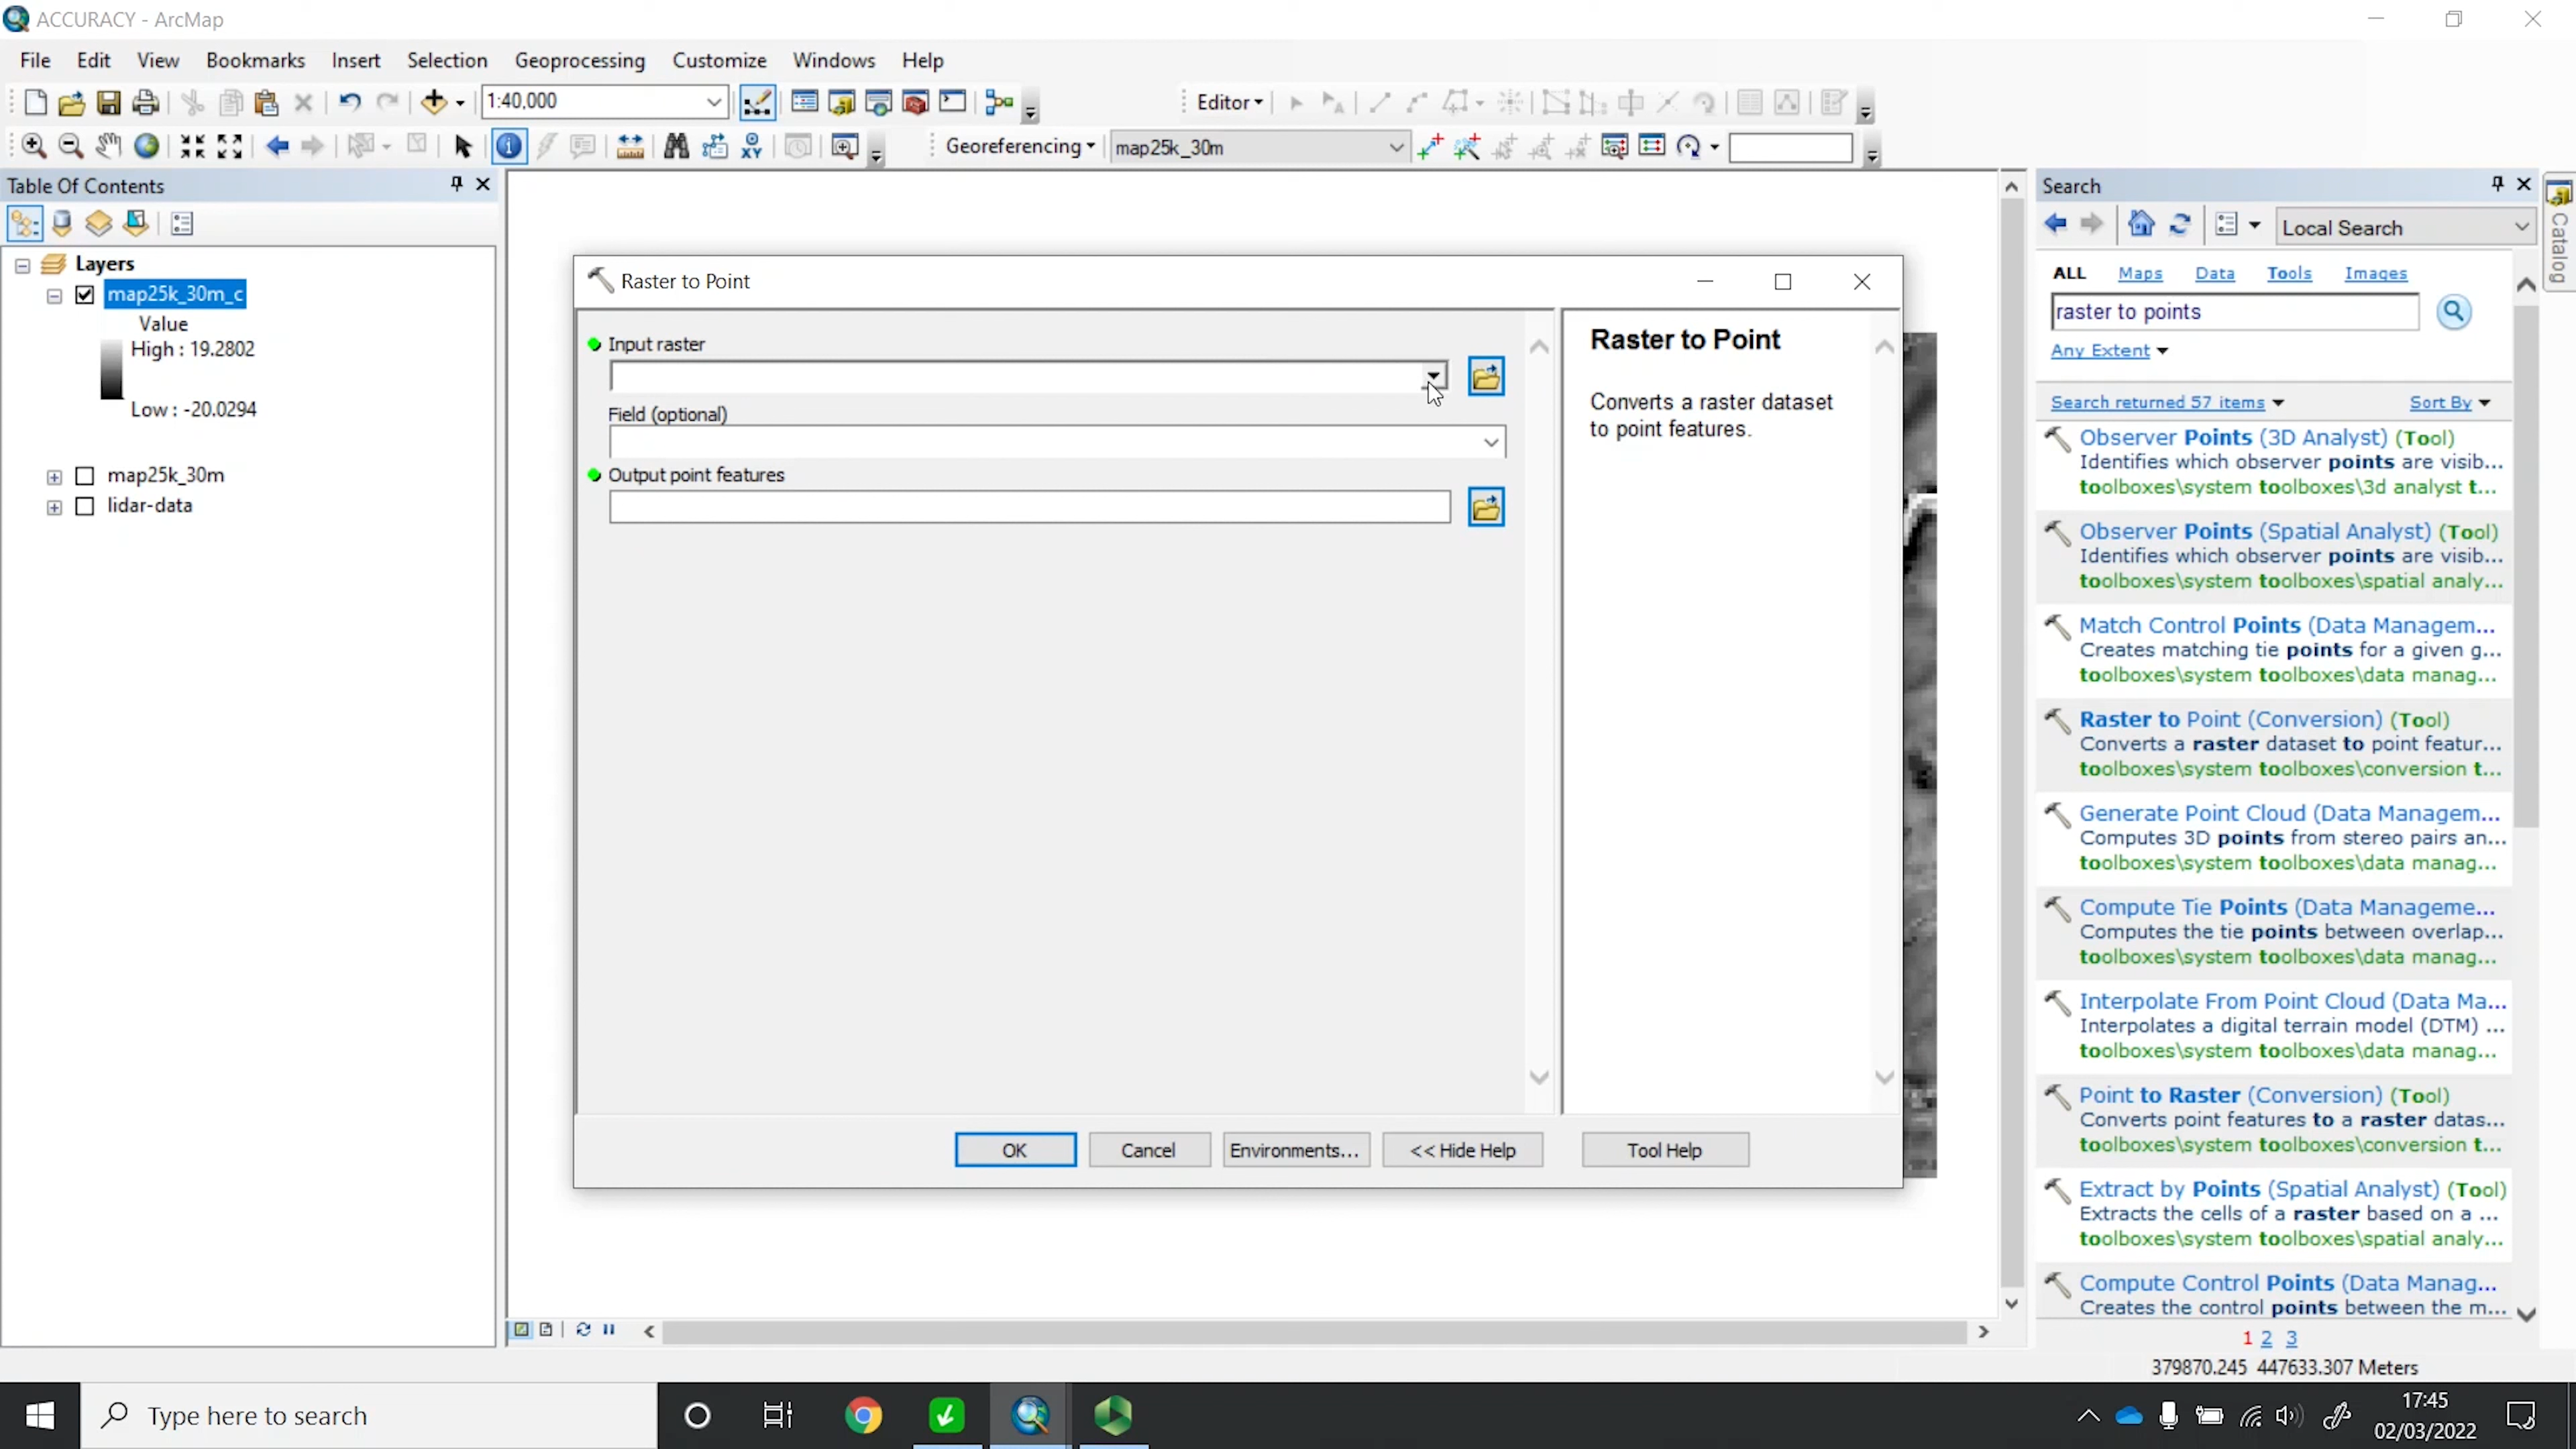 ACCURACY - ArcMap
File Edit View Bookmarks Insert Selection Geoprocessing Customize Windows Help
1:40,000
Editor
Georeferencing
map25k_30m
Table Of Contents
Layers
map25k_30m_c
Value
High : 19.2802
Low : -20.0294
map25k_30m
lidar-data
Raster to Point
Input raster
Field (optional)
Output point features
Raster to Point
Converts a raster dataset
to point features.
OK
Cancel
Environments...
<< Hide Help
Tool Help
Search
Local Search
ALL Maps Data Tools Images
raster to points
Any Extent
Search returned 57 items
Sort By
Observer Points (3D Analyst) (Tool)
Identifies which observer points are visib...
toolboxes\system toolboxes\3d analyst t...
Observer Points (Spatial Analyst) (Tool)
Identifies which observer points are visib...
toolboxes\system toolboxes\spatial analy...
Match Control Points (Data Managem...
Creates matching tie points for a given g...
toolboxes\system toolboxes\data manag...
Raster to Point (Conversion) (Tool)
Converts a raster dataset to point featur...
toolboxes\system toolboxes\conversion t...
Generate Point Cloud (Data Managem...
Computes 3D points from stereo pairs an...
toolboxes\system toolboxes\data manag...
Compute Tie Points (Data Manageme...
Computes the tie points between overlap...
toolboxes\system toolboxes\data manag...
Interpolate From Point Cloud (Data Ma...
Interpolates a digital terrain model (DTM) ...
toolboxes\system toolboxes\data manag...
Point to Raster (Conversion) (Tool)
Converts point features to a raster datas...
toolboxes\system toolboxes\conversion t...
Extract by Points (Spatial Analyst) (Tool)
Extracts the cells of a raster based on a ...
toolboxes\system toolboxes\spatial analy...
Compute Control Points (Data Manag...
Creates the control points between the m...
1 2 3
Catalog
379870.245 447633.307 Meters
Type here to search
17:45
02/03/2022